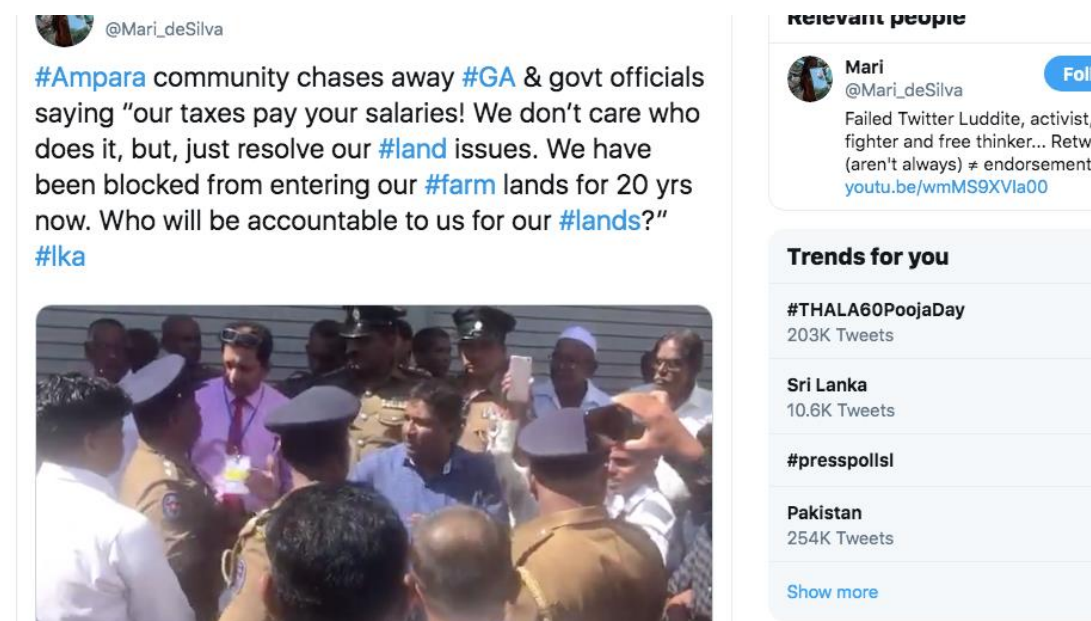 @Mari_deSilva
#Ampara community chases away #GA & govt officials
saying “our taxes pay your salaries! We don’t care who
does it, but, just resolve our #land issues. We have
been blocked from entering our #farm lands for 20 yrs
now. Who will be accountable to us for our #lands?”
#lka
Relevant people
Mari
@Mari_deSilva
Failed Twitter Luddite, activist,
fighter and free thinker... Retw
(aren't always) ≠ endorsement
youtu.be/wmMS9XVla00
Foll
Trends for you
#THALA60PoojaDay
203K Tweets
Sri Lanka
10.6K Tweets
#presspollsl
Pakistan
254K Tweets
Show more